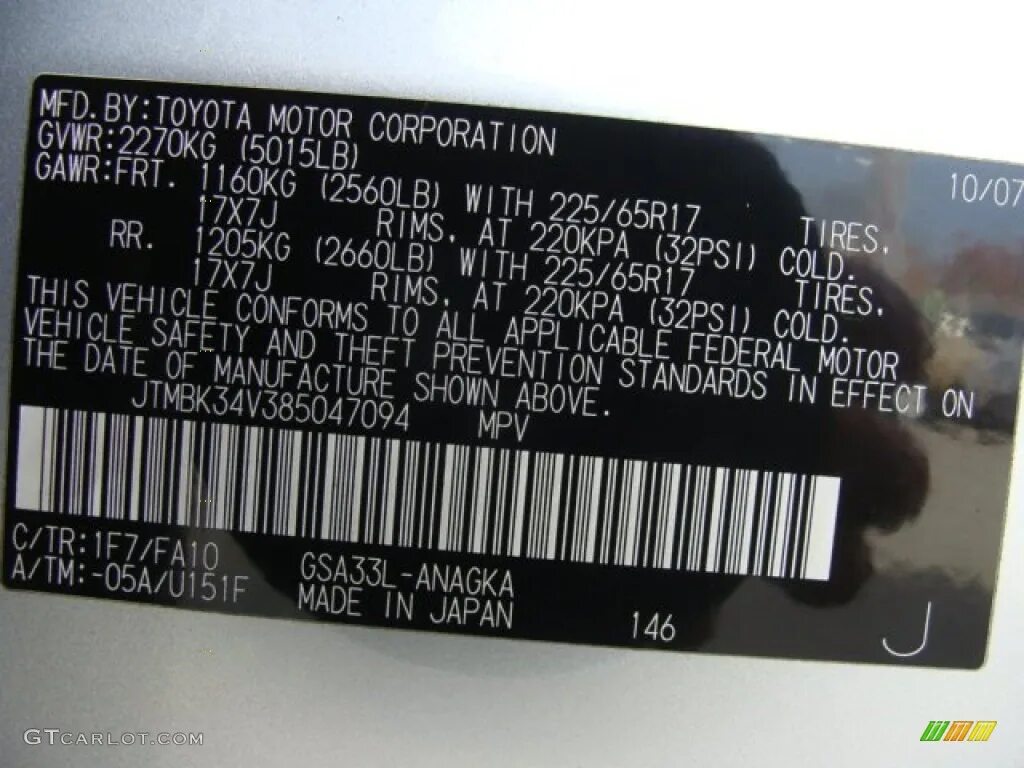 MFD.BY:TOYOTA MOTOR CORPORATION 10/07
GVWR:2270KG (5015LB)
GAWR:FRT. 1160KG (2560LB) WITH 225/65R17 TIRES,
17X7J RIMS, AT 220KPA (32PSI) COLD.
RR. 1205KG (2660LB) WITH 225/65R17 TIRES,
17X7J RIMS, AT 220KPA (32PSI) COLD.
THIS VEHICLE CONFORMS TO ALL APPLICABLE FEDERAL MOTOR
VEHICLE SAFETY AND THEFT PREVENTION STANDARDS IN EFFECT ON
THE DATE OF MANUFACTURE SHOWN ABOVE.
JTMBK34V385047094 MPV
C/TR:1F7/FA10 GSA33L-ANAGKA
A/TM:-05A/U151F MADE IN JAPAN 146 J
GTCARLOT.COM